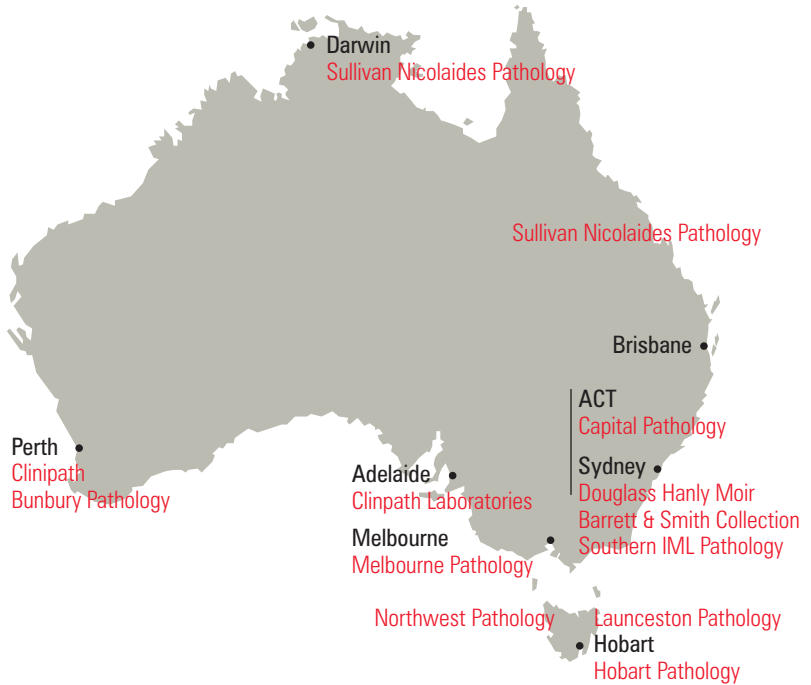 Darwin
Sullivan Nicolaides Pathology
Sullivan Nicolaides Pathology
Brisbane
ACT
Capital Pathology
Perth
Clinipath
Bunbury Pathology
Adelaide
Clinpath Laboratories
Sydney
Douglass Hanly Moir
Barrett & Smith Collection
Southern IML Pathology
Melbourne
Melbourne Pathology
Northwest Pathology
Launceston Pathology
Hobart
Hobart Pathology